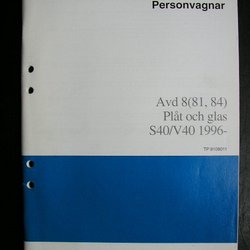 Personvagnar
Avd 8(81, 84)
Plåt och glas
S40/V40 1996-
TP 8108011